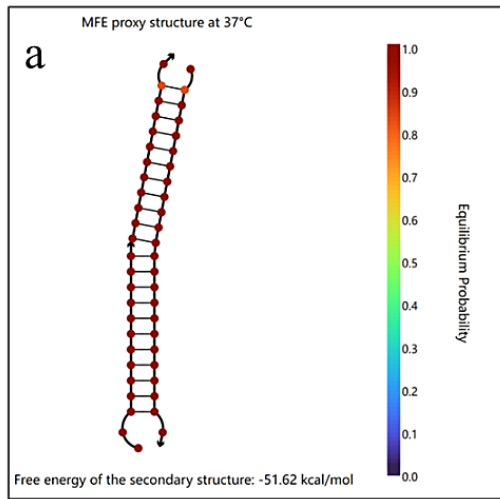 MFE proxy structure at 37°C
a
1.0
0.9
0.8
0.7
0.6
0.5
0.4
0.3
0.2
0.1
0.0
Equilibrium Probability
Free energy of the secondary structure: -51.62 kcal/mol